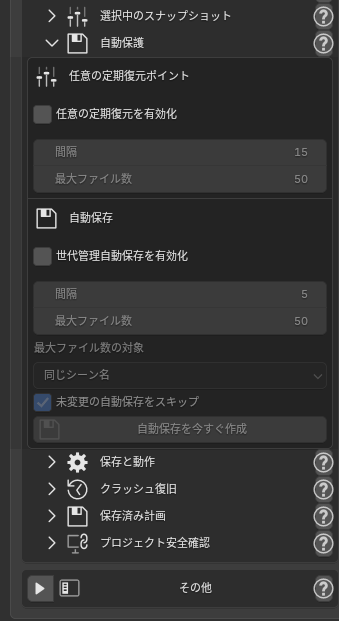 選択中のスナップショット
自動保護
任意の定期復元ポイント
任意の定期復元を有効化
間隔 15
最大ファイル数 50
自動保存
世代管理自動保存を有効化
間隔 5
最大ファイル数 50
最大ファイル数の対象
同じシーン名
未変更の自動保存をスキップ
自動保存を今すぐ作成
保存と動作
クラッシュ復旧
保存済み計画
プロジェクト安全確認
その他